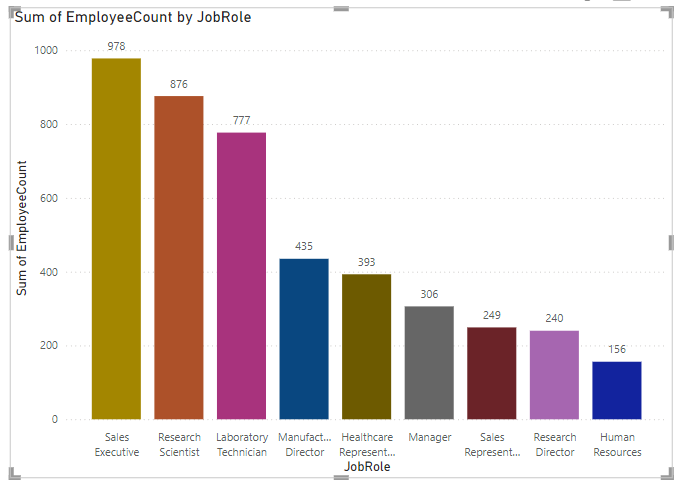 Sum of EmployeeCount by JobRole
Sum of EmployeeCount
1000
800
600
400
200
0
978
876
777
435
393
306
249
240
156
Sales
Executive
Research
Scientist
Laboratory
Technician
Manufact...
Director
Healthcare
Represent...
Manager
Sales
Represent...
Research
Director
Human
Resources
JobRole